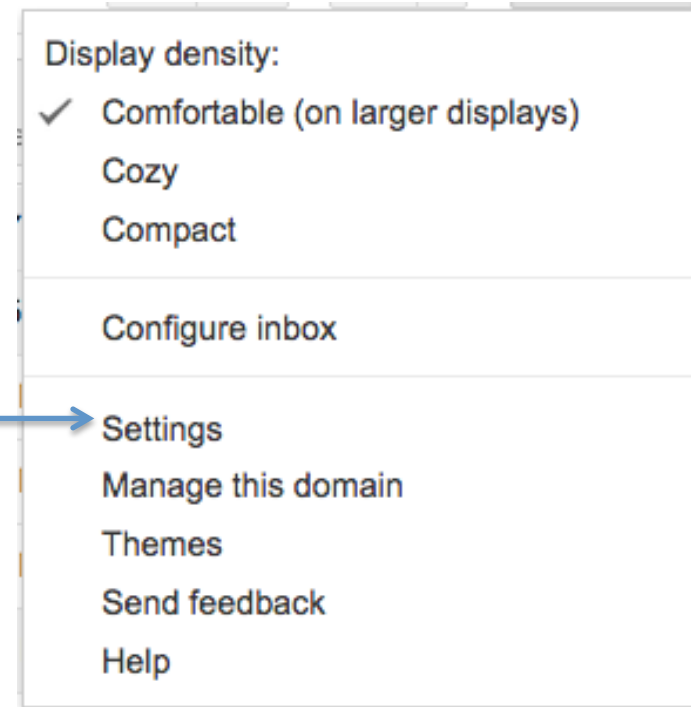 Display density:
Comfortable (on larger displays)
Cozy
Compact
Configure inbox
Settings
Manage this domain
Themes
Send feedback
Help